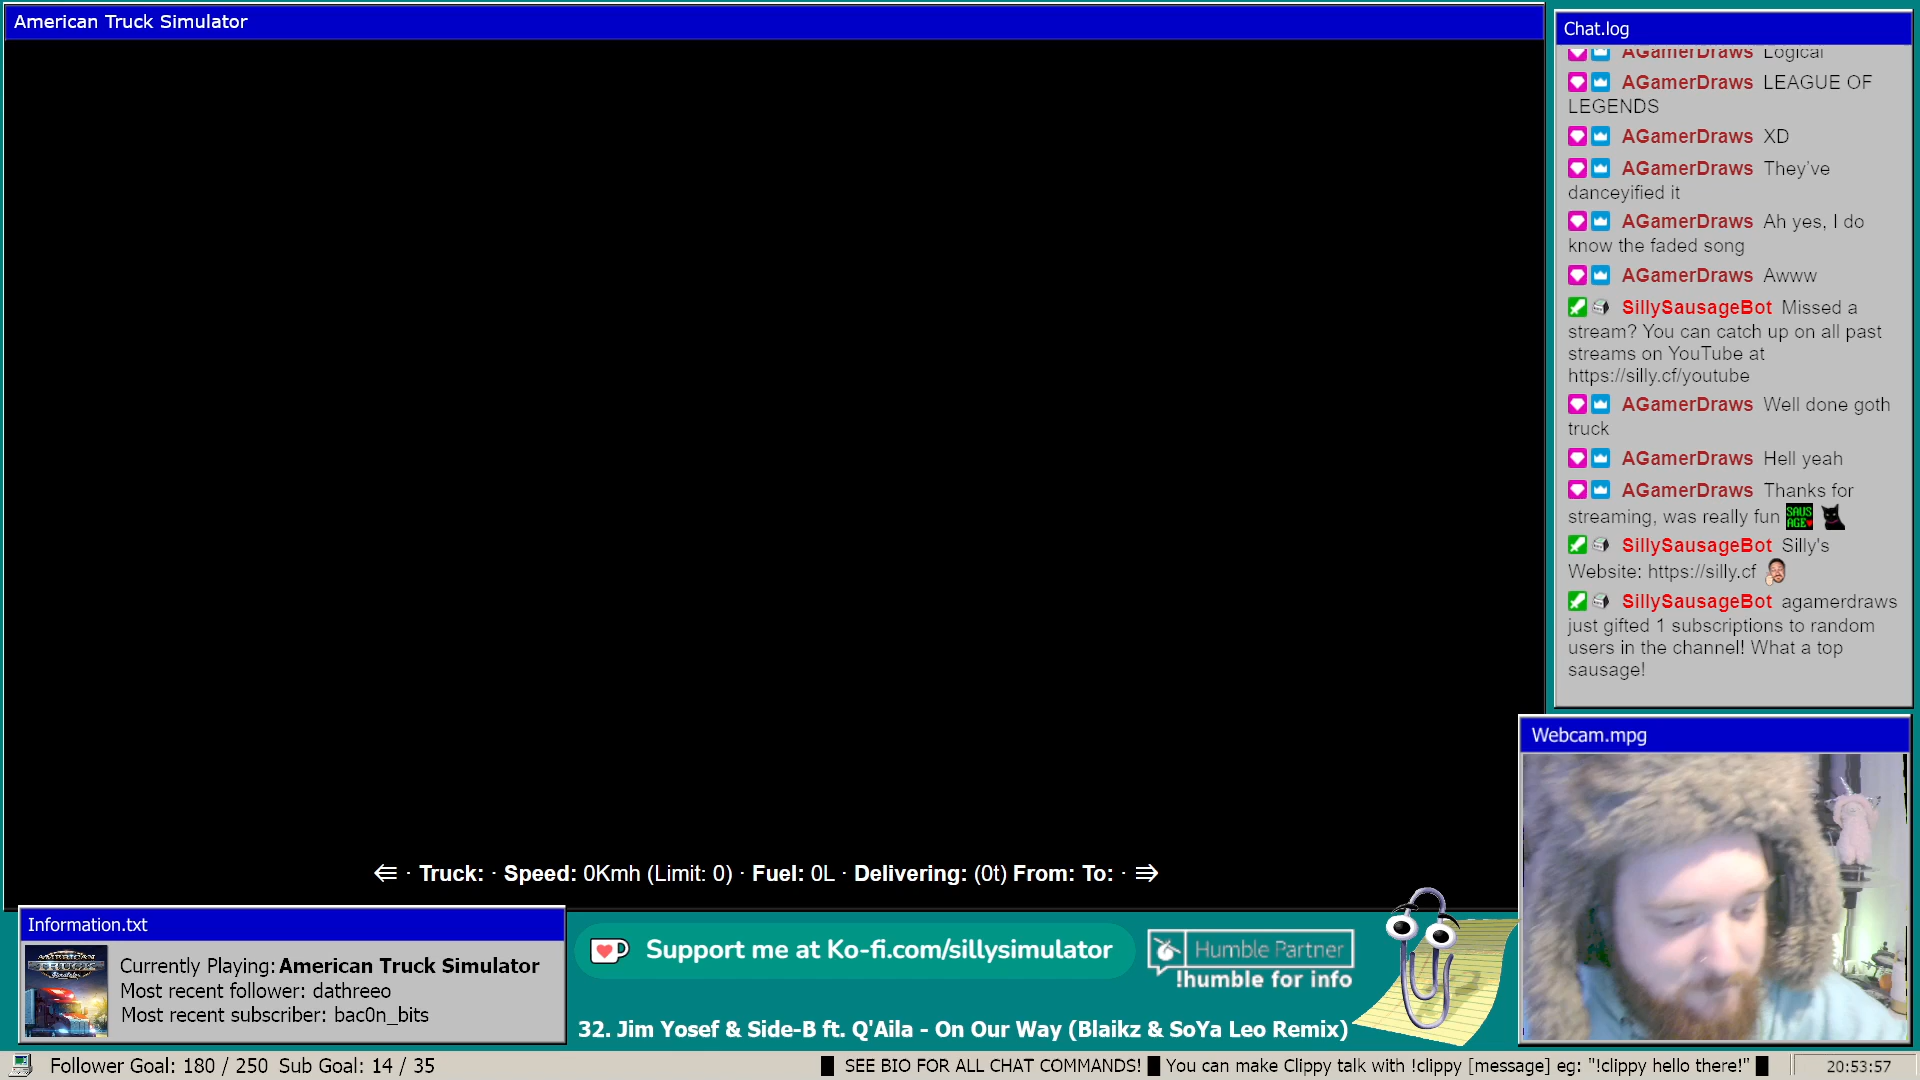 American Truck Simulator
Chat.log
AGamerDraws Logical
AGamerDraws LEAGUE OF
LEGENDS
AGamerDraws XD
AGamerDraws They've
danceyified it
AGamerDraws Ah yes, I do
know the faded song
AGamerDraws Awww
SillySausageBot Missed a
stream? You can catch up on all past
streams on YouTube at
https://silly.cf/youtube
AGamerDraws Well done goth
truck
AGamerDraws Hell yeah
AGamerDraws Thanks for
streaming, was really fun SAUS
AGE
SillySausageBot Silly's
Website: https://silly.cf
SillySausageBot agamerdraws
just gifted 1 subscriptions to random
users in the channel! What a top
sausage!
Webcam.mpg
⇐ · Truck: · Speed: 0Kmh (Limit: 0) · Fuel: 0L · Delivering: (0t) From: To: · ⇒
Information.txt
AMERICAN
TRUCK
Simulator
Currently Playing: American Truck Simulator
Most recent follower: dathreeo
Most recent subscriber: bac0n_bits
Support me at Ko-fi.com/sillysimulator
Humble Partner
!humble for info
32. Jim Yosef & Side-B ft. Q'Aila - On Our Way (Blaikz & SoYa Leo Remix)
Follower Goal: 180 / 250 Sub Goal: 14 / 35
█ SEE BIO FOR ALL CHAT COMMANDS! █ You can make Clippy talk with !clippy [message] eg: "!clippy hello there!" █
20:53:57